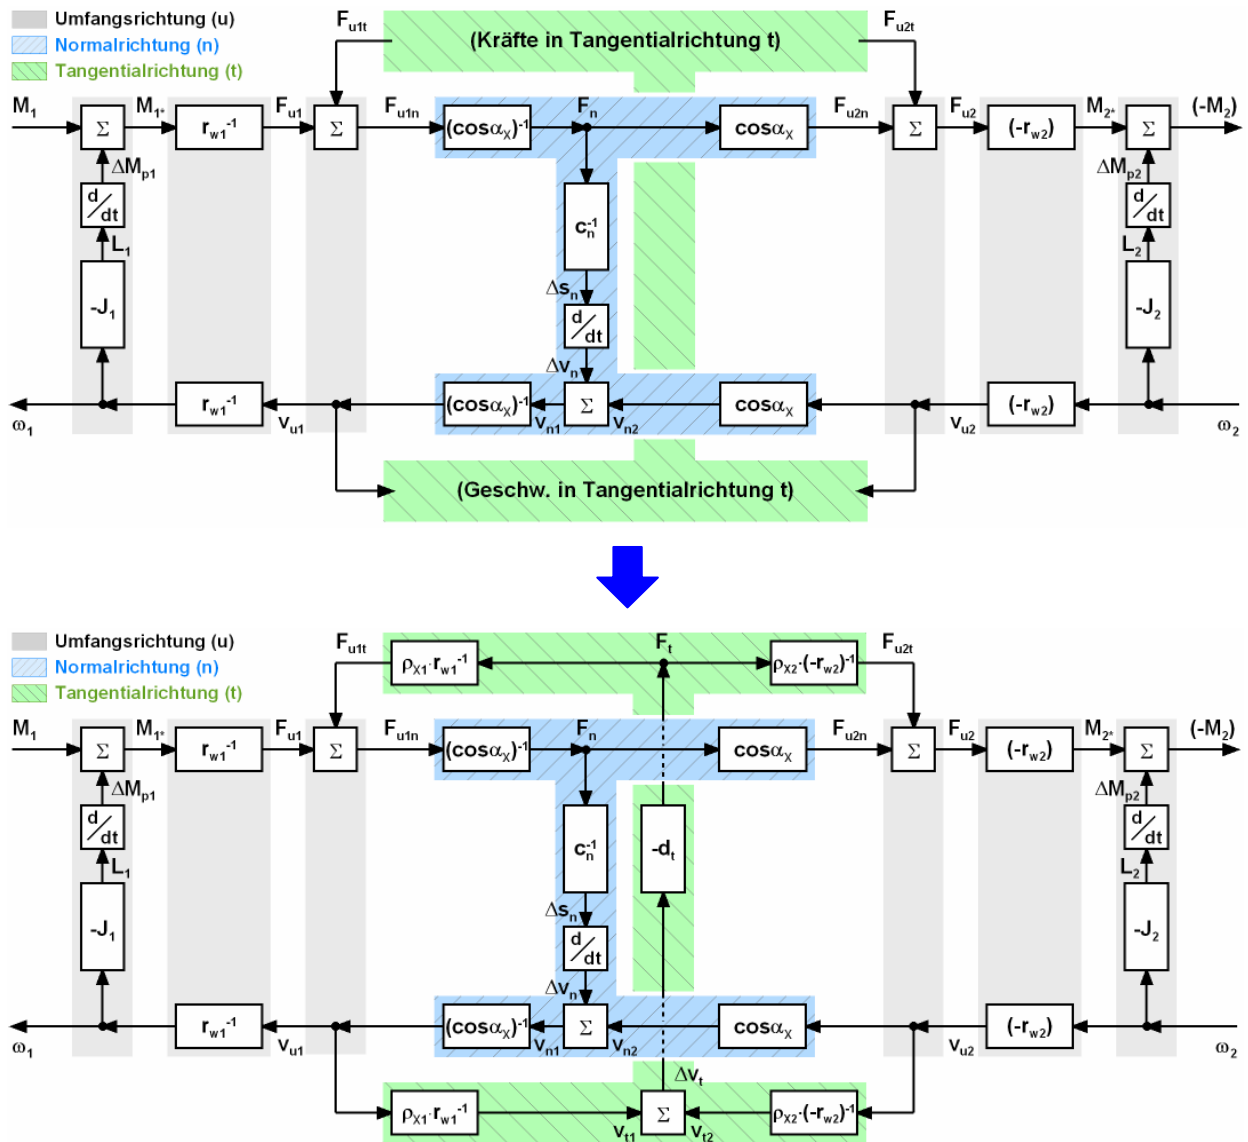 Umfangsrichtung (u)
Normalrichtung (n)
Tangentialrichtung (t)
F_u1t
(Kräfte in Tangentialrichtung t)
F_u2t
M_1 Σ M_1* r_w1^-1 F_u1 Σ F_u1n (cosα_X)^-1 F_n cosα_X F_u2n Σ F_u2 (-r_w2) M_2* Σ (-M_2)
ΔM_p1 ΔM_p2
d/dt c_n^-1 d/dt
L_1 L_2
-J_1 Δs_n -J_2
d/dt
Δv_n
ω_1 r_w1^-1 v_u1 (cosα_X)^-1 v_n1 Σ v_n2 cosα_X v_u2 (-r_w2) ω_2
(Geschw. in Tangentialrichtung t)
Umfangsrichtung (u)
Normalrichtung (n)
Tangentialrichtung (t)
F_u1t ρ_X1·r_w1^-1 F_t ρ_X2·(-r_w2)^-1 F_u2t
M_1 Σ M_1* r_w1^-1 F_u1 Σ F_u1n (cosα_X)^-1 F_n cosα_X F_u2n Σ F_u2 (-r_w2) M_2* Σ (-M_2)
ΔM_p1 ΔM_p2
d/dt c_n^-1 -d_t d/dt
L_1 L_2
-J_1 Δs_n -J_2
d/dt
Δv_n
ω_1 r_w1^-1 v_u1 (cosα_X)^-1 v_n1 Σ v_n2 cosα_X v_u2 (-r_w2) ω_2
Δv_t
ρ_X1·r_w1^-1 v_t1 Σ v_t2 ρ_X2·(-r_w2)^-1